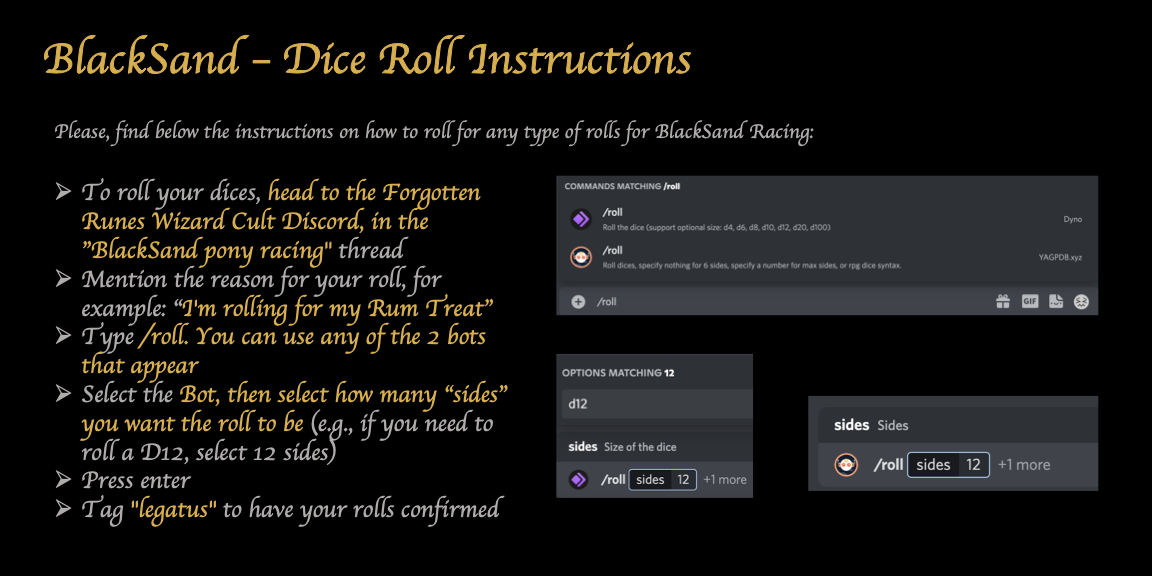 BlackSand – Dice Roll Instructions
Please, find below the instructions on how to roll for any type of rolls for BlackSand Racing:
➢ To roll your dices, head to the Forgotten
Runes Wizard Cult Discord, in the
"BlackSand pony racing" thread
➢ Mention the reason for your roll, for
example: “I'm rolling for my Rum Treat”
➢ Type /roll. You can use any of the 2 bots
that appear
➢ Select the Bot, then select how many “sides”
you want the roll to be (e.g., if you need to
roll a D12, select 12 sides)
➢ Press enter
➢ Tag "legatus" to have your rolls confirmed
COMMANDS MATCHING /roll
/roll
Roll the dice (support optional size: d4, d6, d8, d10, d12, d20, d100)
Dyno
/roll
Roll dices, specify nothing for 6 sides, specify a number for max sides, or rpg dice syntax.
YAGPDB.xyz
/roll
GIF
OPTIONS MATCHING 12
d12
sides Size of the dice
/roll sides 12 +1 more
sides Sides
/roll sides 12 +1 more